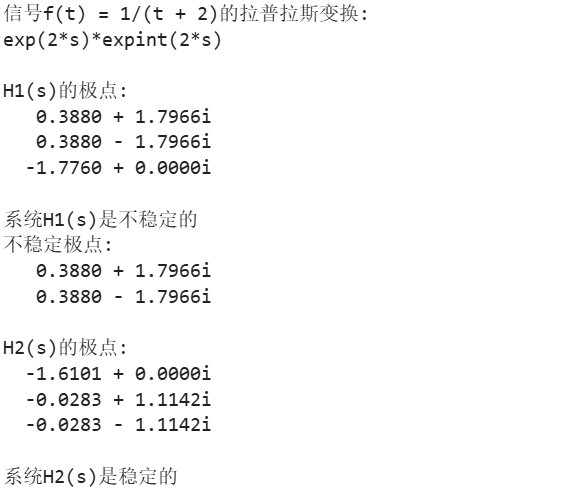 信号f(t) = 1/(t + 2)的拉普拉斯变换:
exp(2*s)*expint(2*s)
H1(s)的极点:
0.3880 + 1.7966i
0.3880 - 1.7966i
-1.7760 + 0.0000i
系统H1(s)是不稳定的
不稳定极点:
0.3880 + 1.7966i
0.3880 - 1.7966i
H2(s)的极点:
-1.6101 + 0.0000i
-0.0283 + 1.1142i
-0.0283 - 1.1142i
系统H2(s)是稳定的